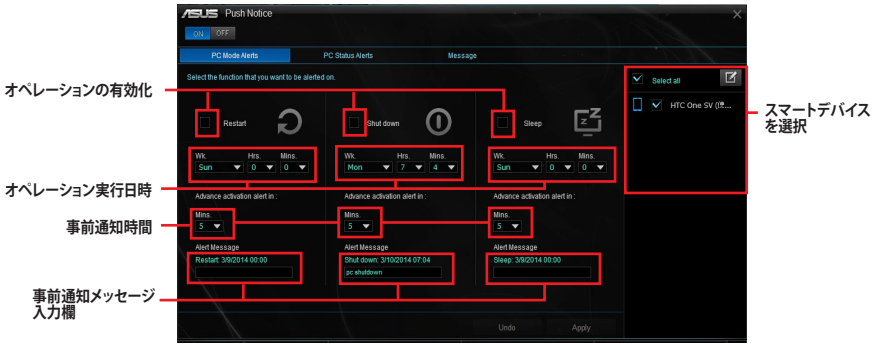 ASUS Push Notice
ON OFF
PC Mode Alerts PC Status Alerts Message
Select the function that you want to be alerted on.
オペレーションの有効化
Restart Shut down Sleep
Wk. Hrs. Mins. Wk. Hrs. Mins. Wk. Hrs. Mins.
Sun 0 0 Mon 7 4 Sun 0 0
オペレーション実行日時
Advance activation alert in : Advance activation alert in : Advance activation alert in :
Mins. Mins. Mins.
5 5 5
事前通知時間
Alert Message Alert Message Alert Message
Restart: 3/9/2014 00:00 Shut down: 3/10/2014 07:04 Sleep: 3/9/2014 00:00
pc shutdown
事前通知メッセージ
入力欄
Undo Apply
Select all
HTC One SV
スマートデバイス
を選択